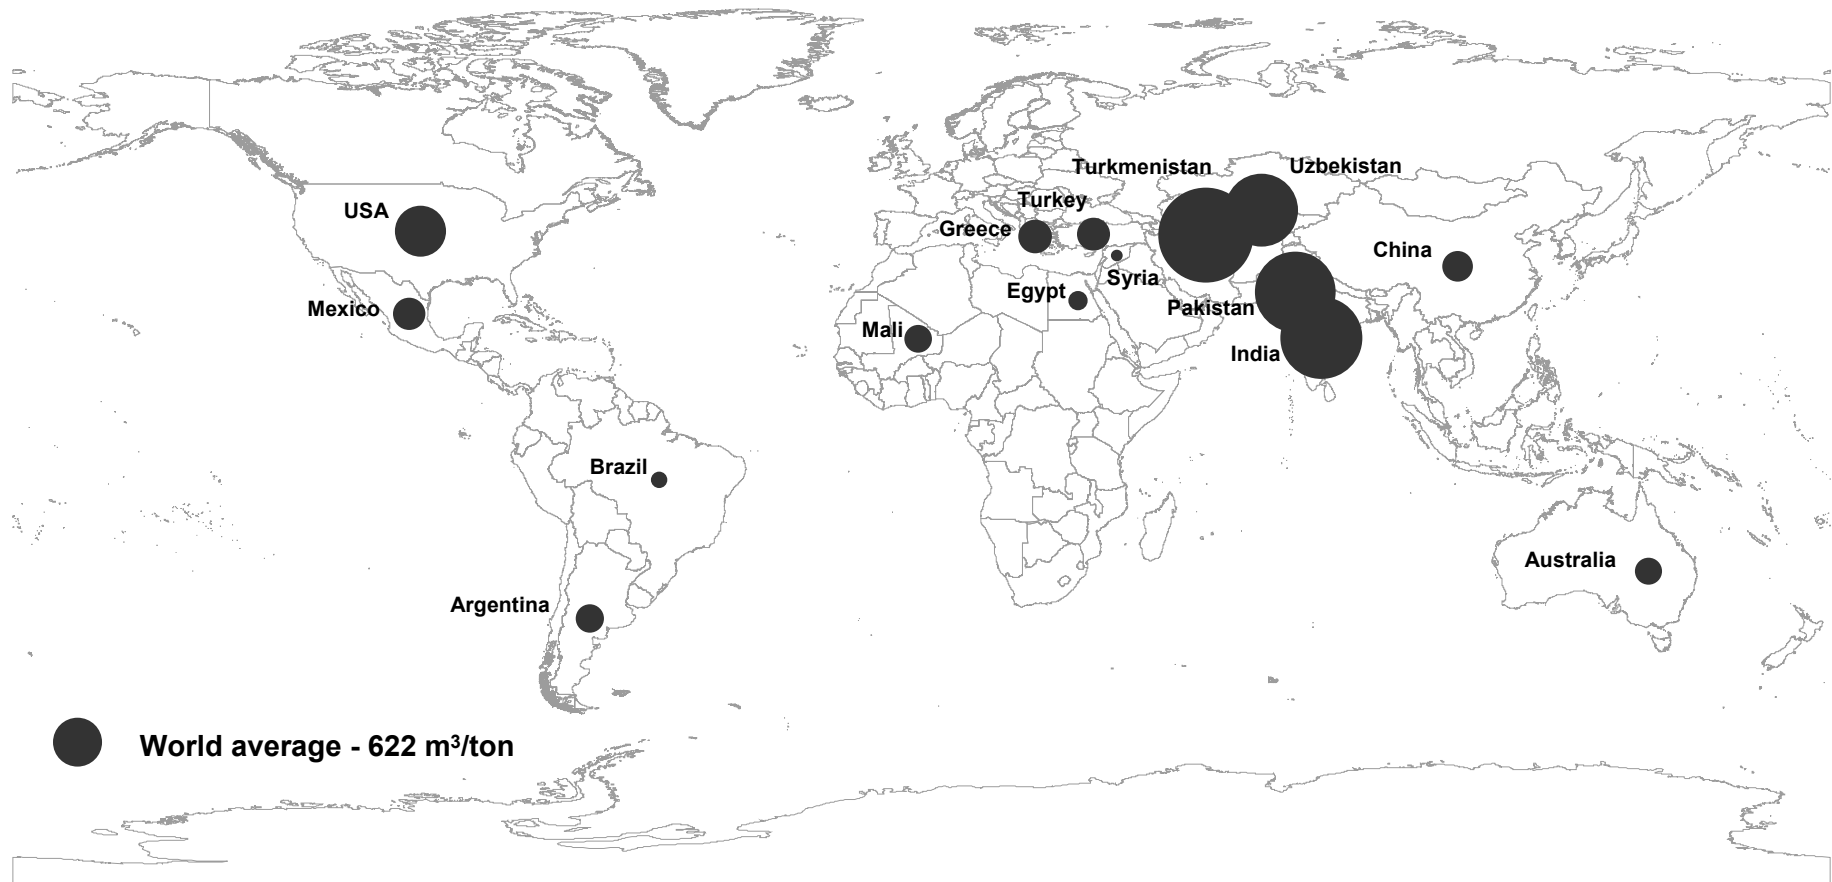 Turkmenistan
Uzbekistan
USA
Turkey
Greece
China
Syria
Egypt
Mexico
Pakistan
Mali
India
Brazil
Australia
Argentina
World average - 622 m³/ton